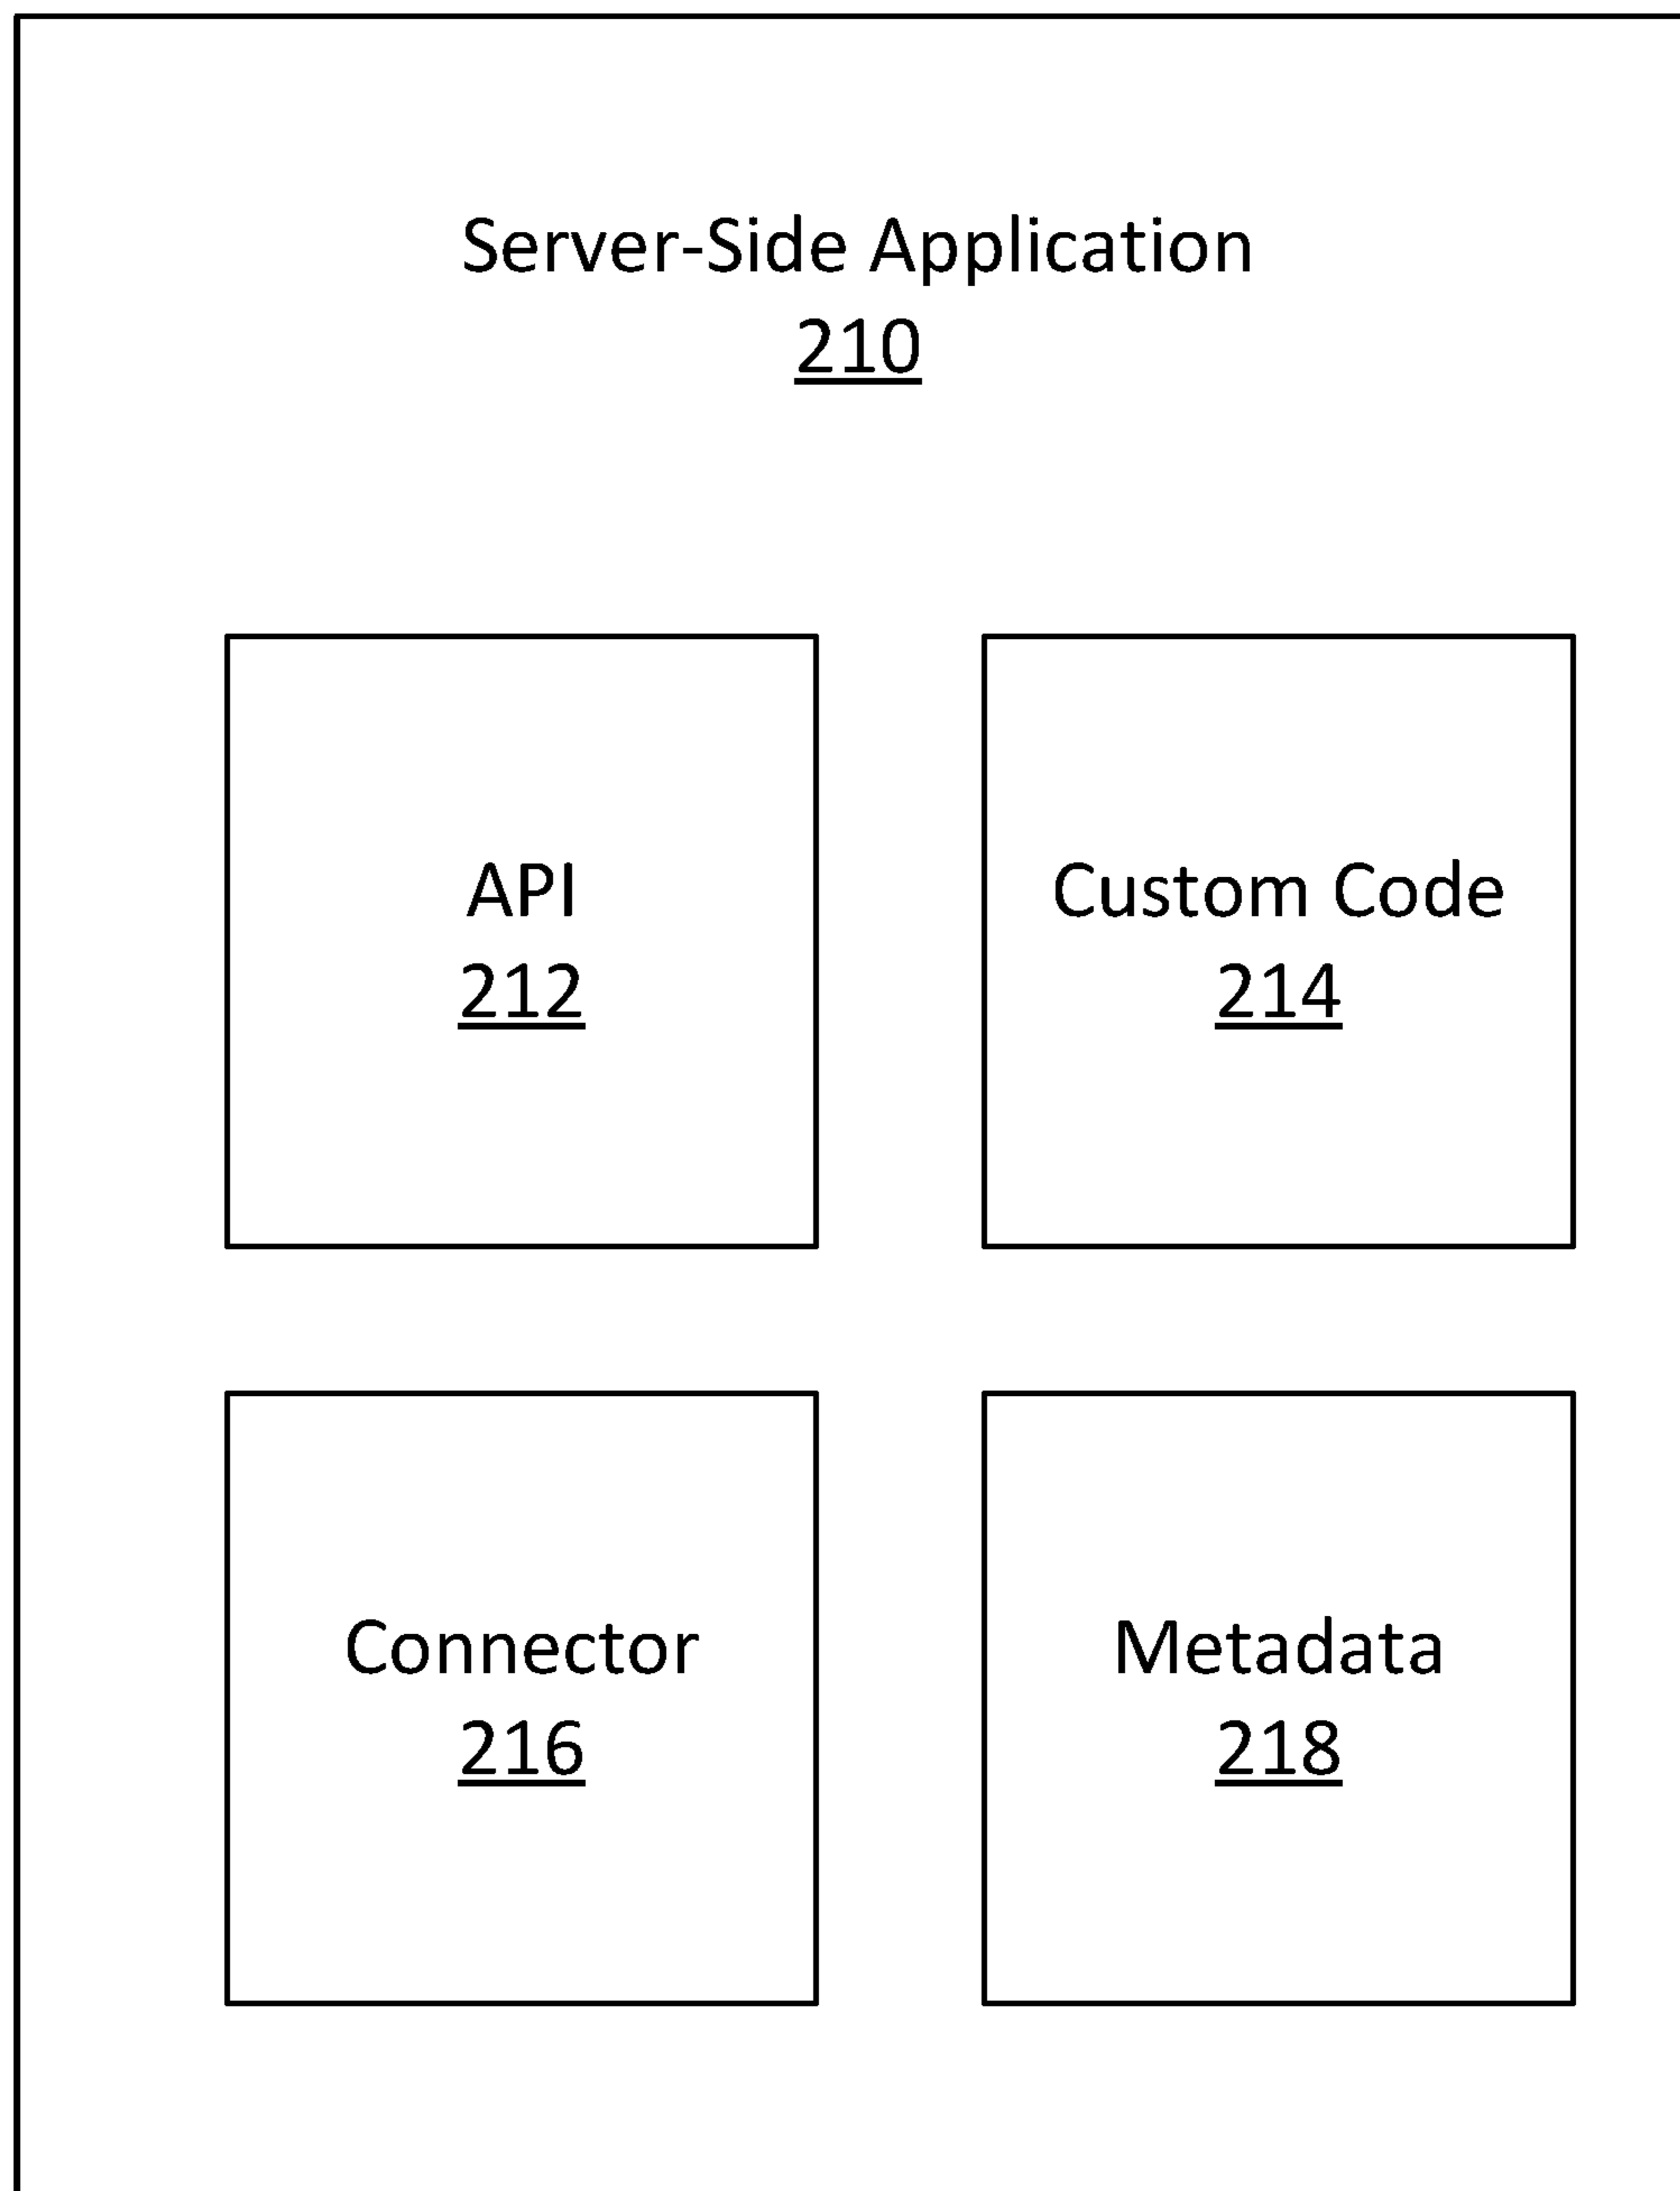 Server-Side Application
210
API
212
Custom Code
214
Connector
216
Metadata
218